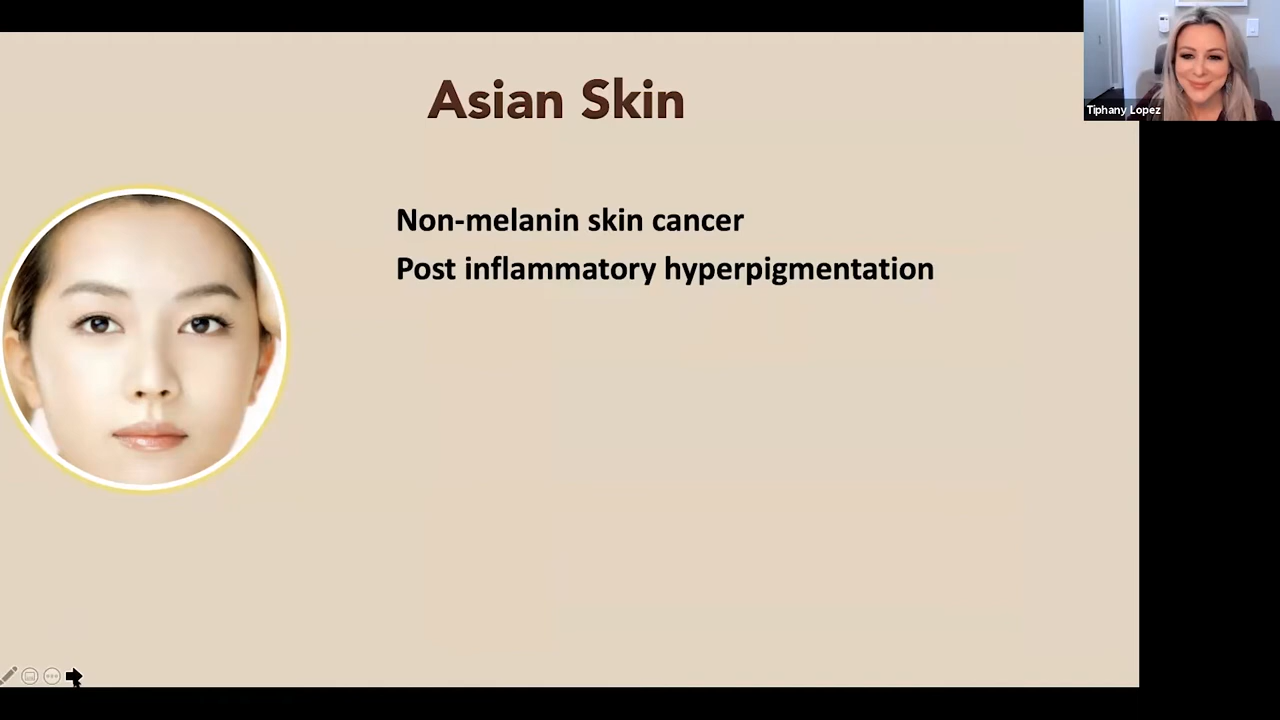 Asian Skin
Tiphany Lopez
Non-melanin skin cancer
Post inflammatory hyperpigmentation